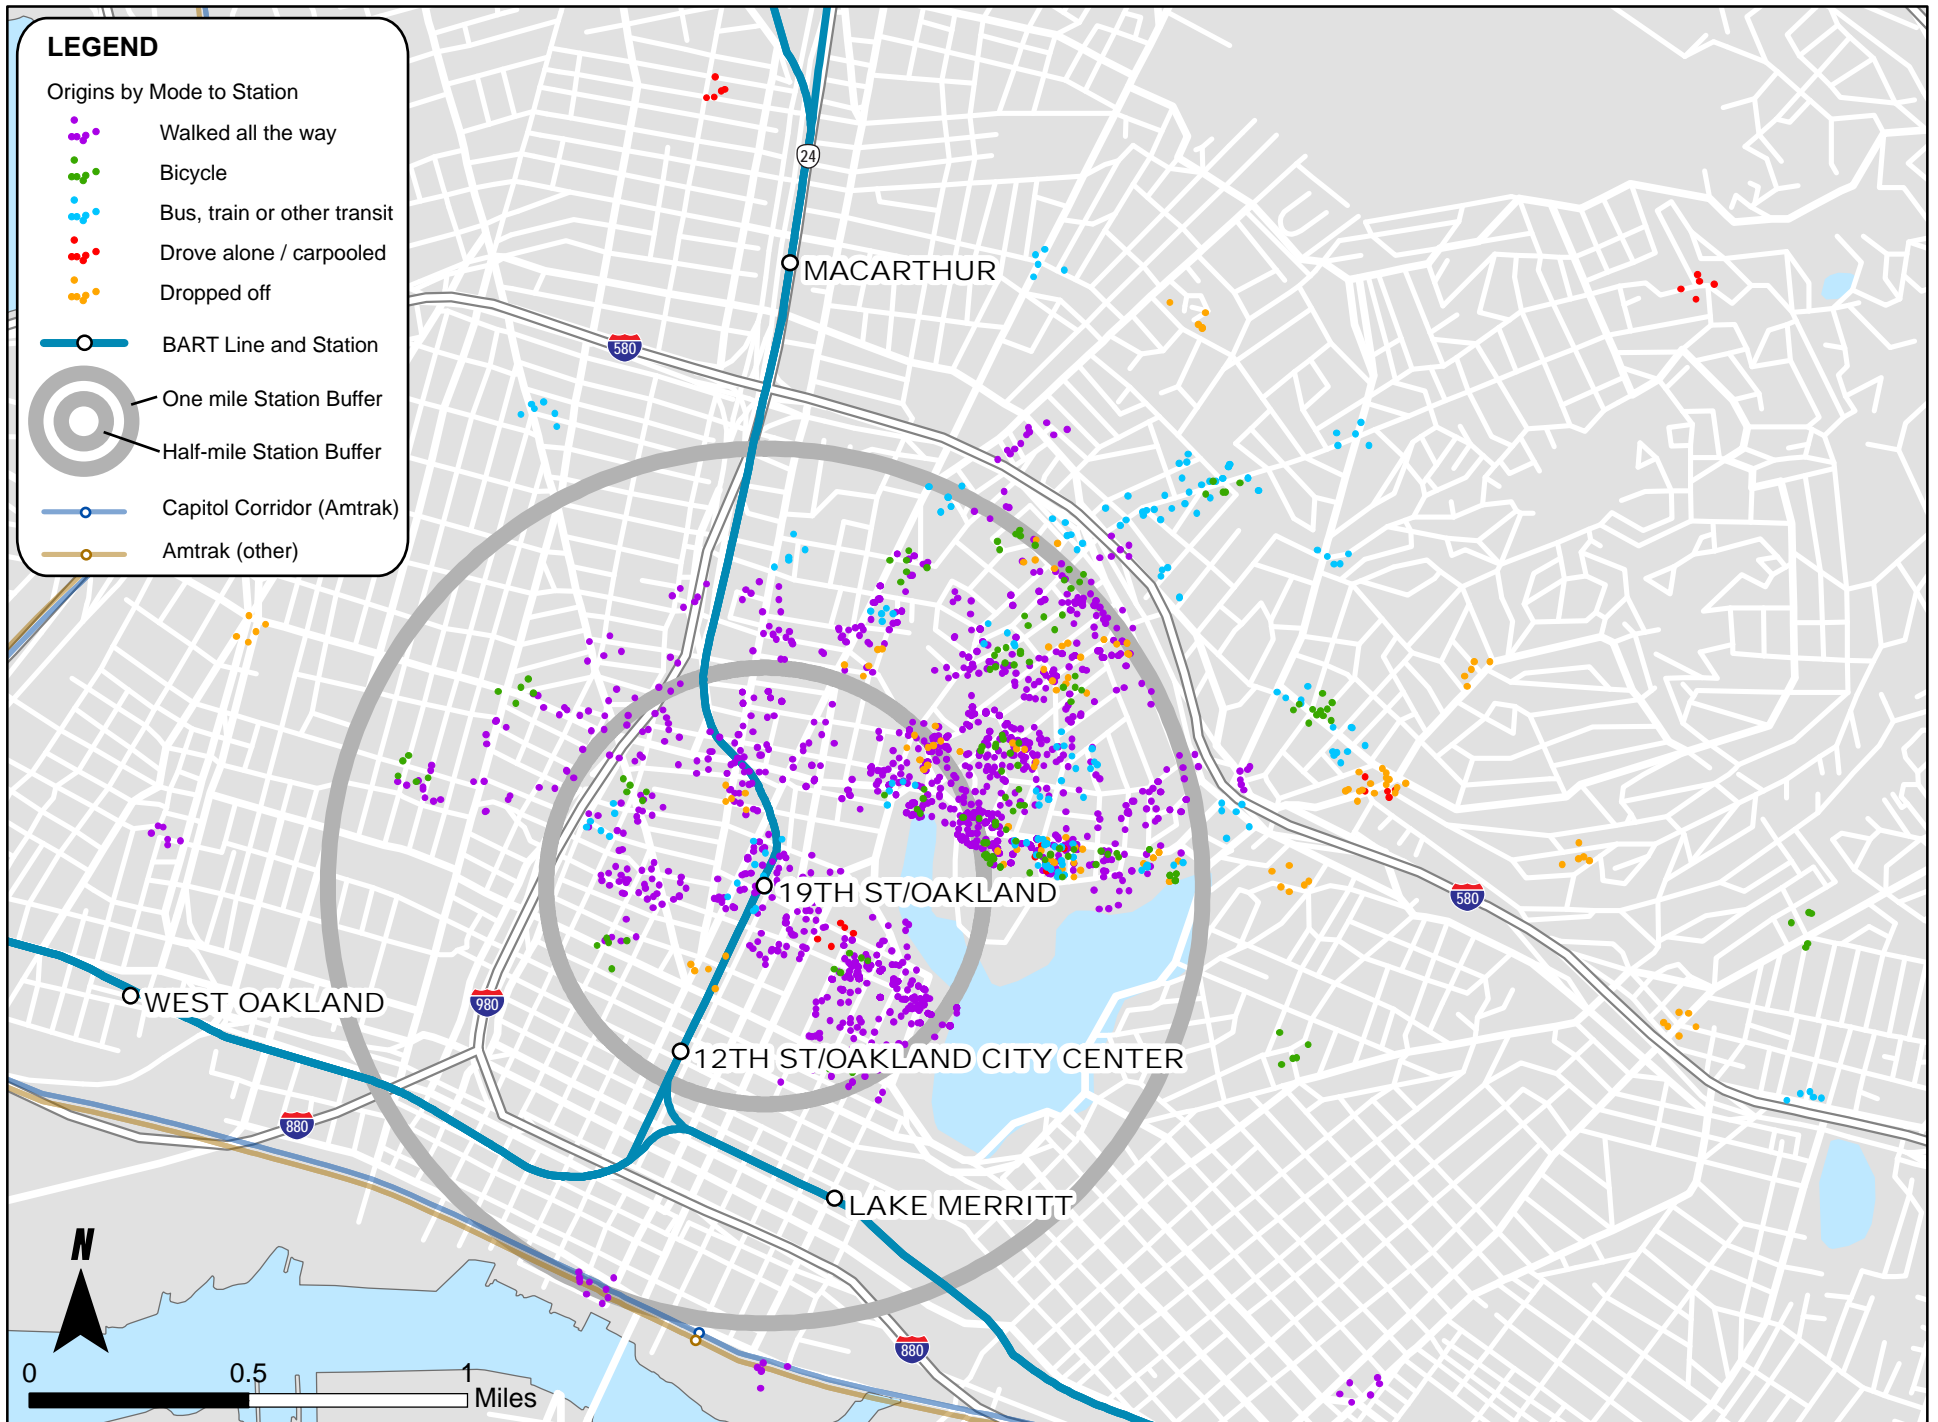 LEGEND
Origins by Mode to Station
Walked all the way
Bicycle
Bus, train or other transit
Drove alone / carpooled
Dropped off
BART Line and Station
One mile Station Buffer
Half-mile Station Buffer
Capitol Corridor (Amtrak)
Amtrak (other)
24
MACARTHUR
580
19TH ST/OAKLAND
580
WEST OAKLAND
980
12TH ST/OAKLAND CITY CENTER
880
LAKE MERRITT
N
880
0 0.5 1
Miles